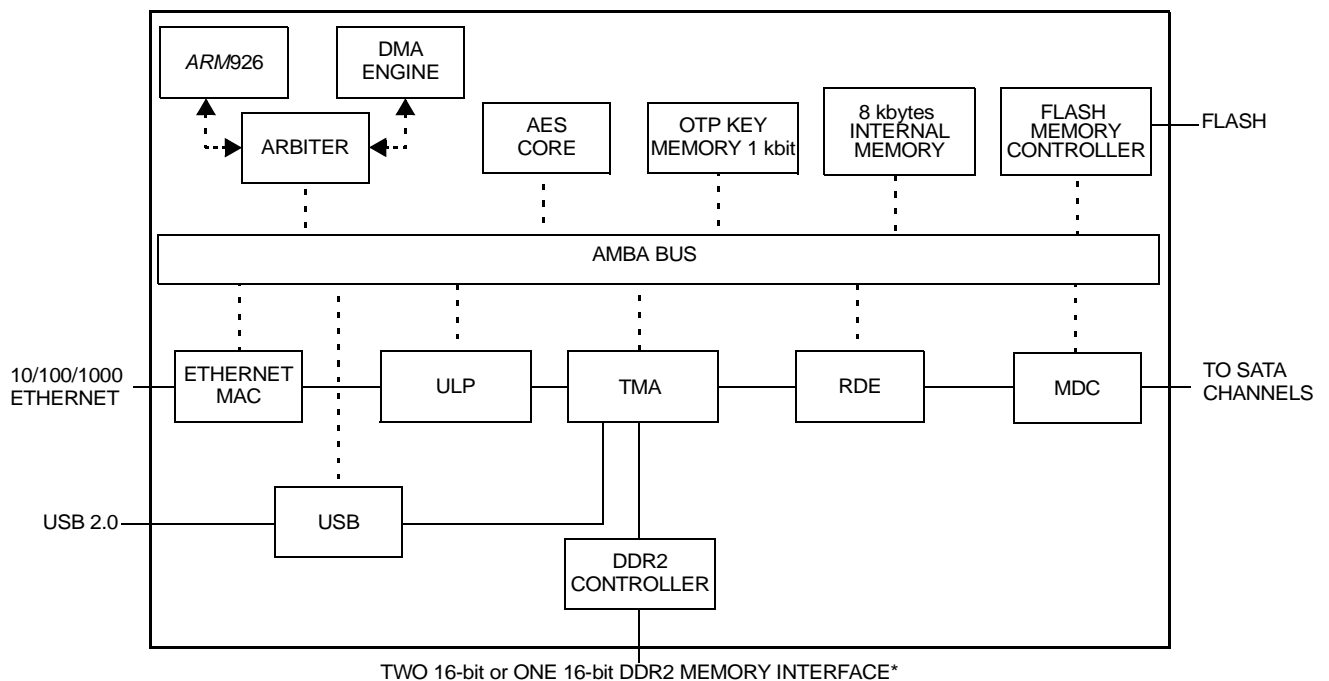 ARM926
DMA
ENGINE
ARBITER
AES
CORE
OTP KEY
MEMORY 1 kbit
8 kbytes
INTERNAL
MEMORY
FLASH
MEMORY
CONTROLLER
FLASH
AMBA BUS
10/100/1000
ETHERNET
ETHERNET
MAC
ULP
TMA
RDE
MDC
TO SATA
CHANNELS
USB 2.0
USB
DDR2
CONTROLLER
TWO 16-bit or ONE 16-bit DDR2 MEMORY INTERFACE*